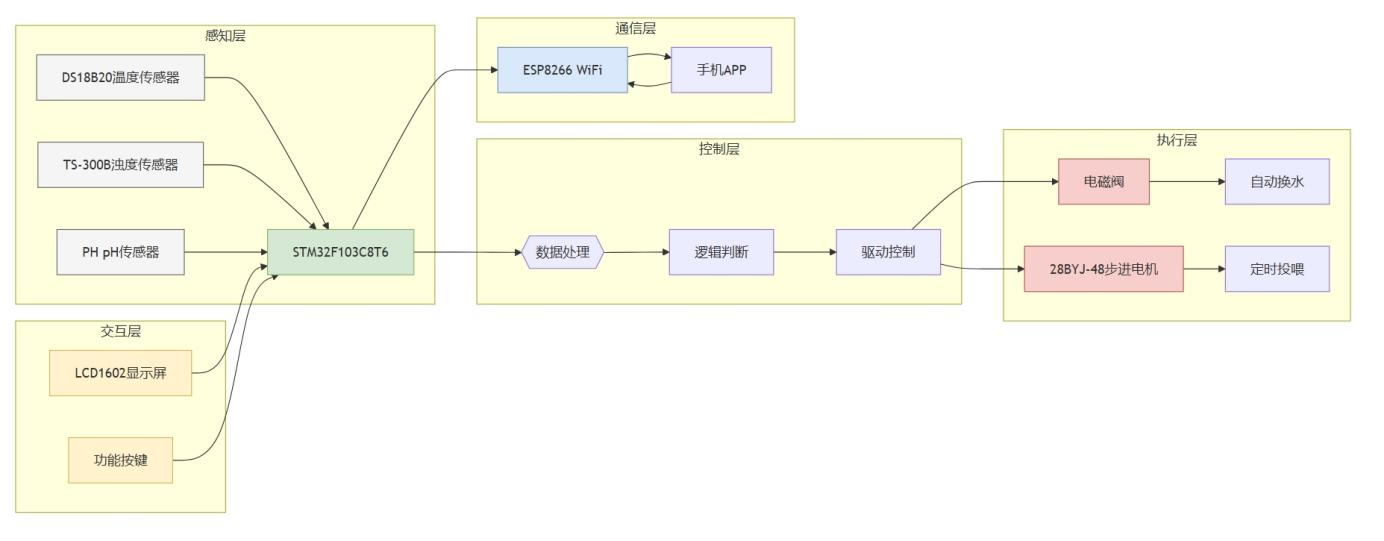 感知层
DS18B20温度传感器
TS-300B浊度传感器
PH pH传感器
STM32F103C8T6
交互层
LCD1602显示屏
功能按键
通信层
ESP8266 WiFi
手机APP
控制层
数据处理
逻辑判断
驱动控制
执行层
电磁阀
自动换水
28BYJ-48步进电机
定时投喂